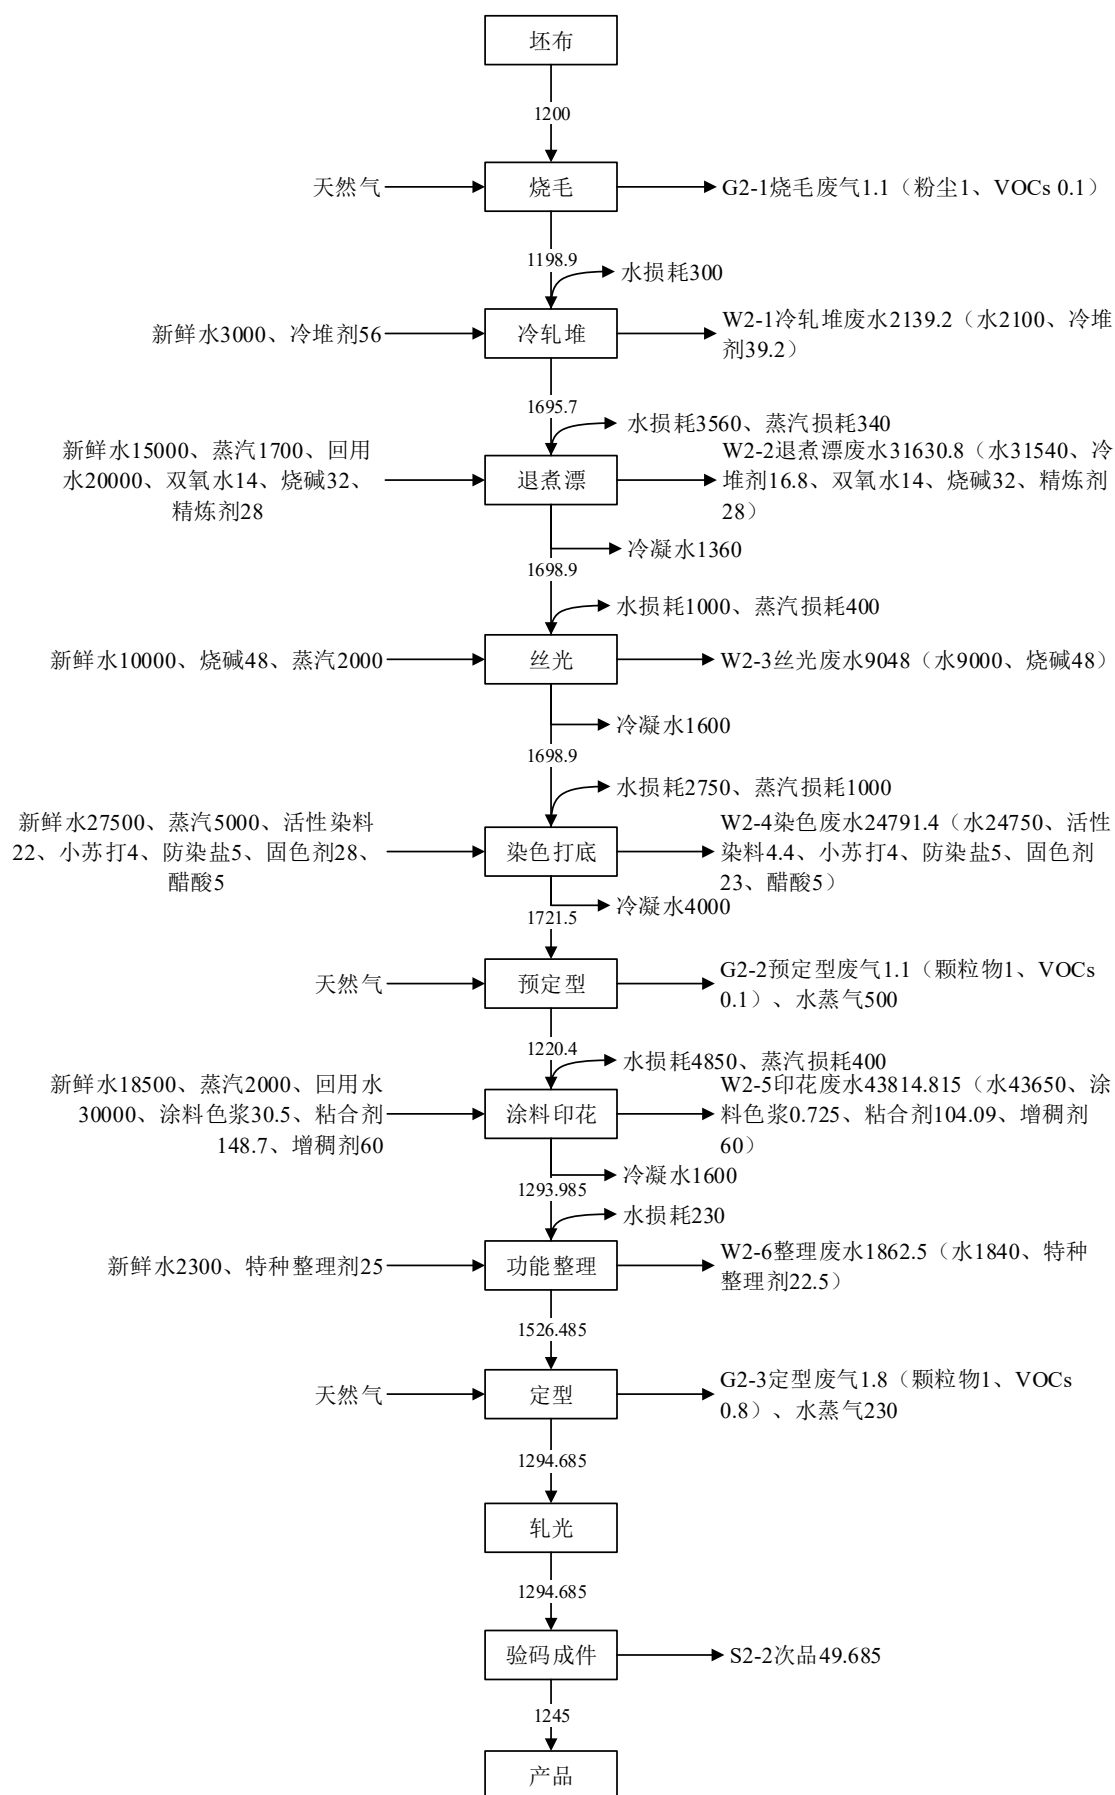 坯布
1200
天然气
烧毛
G2-1烧毛废气1.1（粉尘1、VOCs 0.1）
1198.9
水损耗300
新鲜水3000、冷堆剂56
冷轧堆
W2-1冷轧堆废水2139.2（水2100、冷堆
剂39.2）
1695.7
水损耗3560、蒸汽损耗340
新鲜水15000、蒸汽1700、回用
水20000、双氧水14、烧碱32、
精炼剂28
退煮漂
W2-2退煮漂废水31630.8（水31540、冷
堆剂16.8、双氧水14、烧碱32、精炼剂
28）
冷凝水1360
1698.9
水损耗1000、蒸汽损耗400
新鲜水10000、烧碱48、蒸汽2000
丝光
W2-3丝光废水9048（水9000、烧碱48）
冷凝水1600
1698.9
水损耗2750、蒸汽损耗1000
新鲜水27500、蒸汽5000、活性染料
22、小苏打4、防染盐5、固色剂28、
醋酸5
染色打底
W2-4染色废水24791.4（水24750、活性
染料4.4、小苏打4、防染盐5、固色剂
23、醋酸5）
冷凝水4000
1721.5
天然气
预定型
G2-2预定型废气1.1（颗粒物1、VOCs
0.1）、水蒸气500
1220.4
水损耗4850、蒸汽损耗400
新鲜水18500、蒸汽2000、回用水
30000、涂料色浆30.5、粘合剂
148.7、增稠剂60
涂料印花
W2-5印花废水43814.815（水43650、涂
料色浆0.725、粘合剂104.09、增稠剂
60）
冷凝水1600
1293.985
水损耗230
新鲜水2300、特种整理剂25
功能整理
W2-6整理废水1862.5（水1840、特种
整理剂22.5）
1526.485
天然气
定型
G2-3定型废气1.8（颗粒物1、VOCs
0.8）、水蒸气230
1294.685
轧光
1294.685
验码成件
S2-2次品49.685
1245
产品